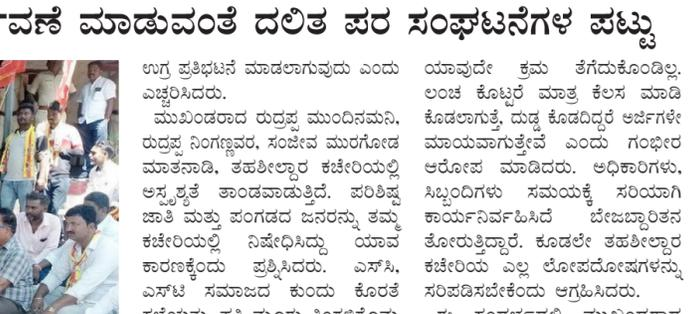 ವಣೆ ಮಾಡುವಂತೆ ದಲಿತ ಪರ ಸಂಘಟನೆಗಳ ಪಟ್ಟು
ಉಗ್ರ ಪ್ರತಿಭಟನೆ ಮಾಡಲಾಗುವುದು ಎಂದು
ಎಚ್ಚರಿಸಿದರು.
ಮುಖಂಡರಾದ ರುದ್ರಪ್ಪ ಮುಂದಿನಮನಿ,
ರುದ್ರಪ್ಪ ನಿಂಗಣ್ಣವರ, ಸಂಜೀವ ಮುರಗೋಡ
ಮಾತನಾಡಿ, ತಹಶೀಲ್ದಾರ ಕಚೇರಿಯಲ್ಲಿ
ಅಸ್ಪೃಶ್ಯತೆ ತಾಂಡವಾಡುತ್ತಿದೆ. ಪರಿಶಿಷ್ಟ
ಜಾತಿ ಮತ್ತು ಪಂಗಡದ ಜನರನ್ನು ತಮ್ಮ
ಕಚೇರಿಯಲ್ಲಿ ನಿಷೇಧಿಸಿದ್ದು ಯಾವ
ಕಾರಣಕ್ಕೆಂದು ಪ್ರಶ್ನಿಸಿದರು. ಎಸ್‌ಸಿ,
ಎಸ್‌ಟಿ ಸಮಾಜದ ಕುಂದು ಕೊರತೆ
ಯಾವುದೇ ಕ್ರಮ ತೆಗೆದುಕೊಂಡಿಲ್ಲ.
ಲಂಚ ಕೊಟ್ಟರೆ ಮಾತ್ರ ಕೆಲಸ ಮಾಡಿ
ಕೊಡಲಾಗುತ್ತೆ, ದುಡ್ಡ ಕೊಡದಿದ್ದರೆ ಅರ್ಜಿಗಳೇ
ಮಾಯವಾಗುತ್ತೇವೆ ಎಂದು ಗಂಭೀರ
ಆರೋಪ ಮಾಡಿದರು. ಅಧಿಕಾರಿಗಳು,
ಸಿಬ್ಬಂದಿಗಳು ಸಮಯಕ್ಕೆ ಸರಿಯಾಗಿ
ಕಾರ್ಯನಿರ್ವಹಿಸಿದೆ ಬೇಜಬ್ದಾರಿತನ
ತೋರುತ್ತಿದ್ದಾರೆ. ಕೂಡಲೇ ತಹಶೀಲ್ದಾರ
ಕಚೇರಿಯ ಎಲ್ಲ ಲೋಪದೋಷಗಳನ್ನು
ಸರಿಪಡಿಸಬೇಕೆಂದು ಆಗ್ರಹಿಸಿದರು.